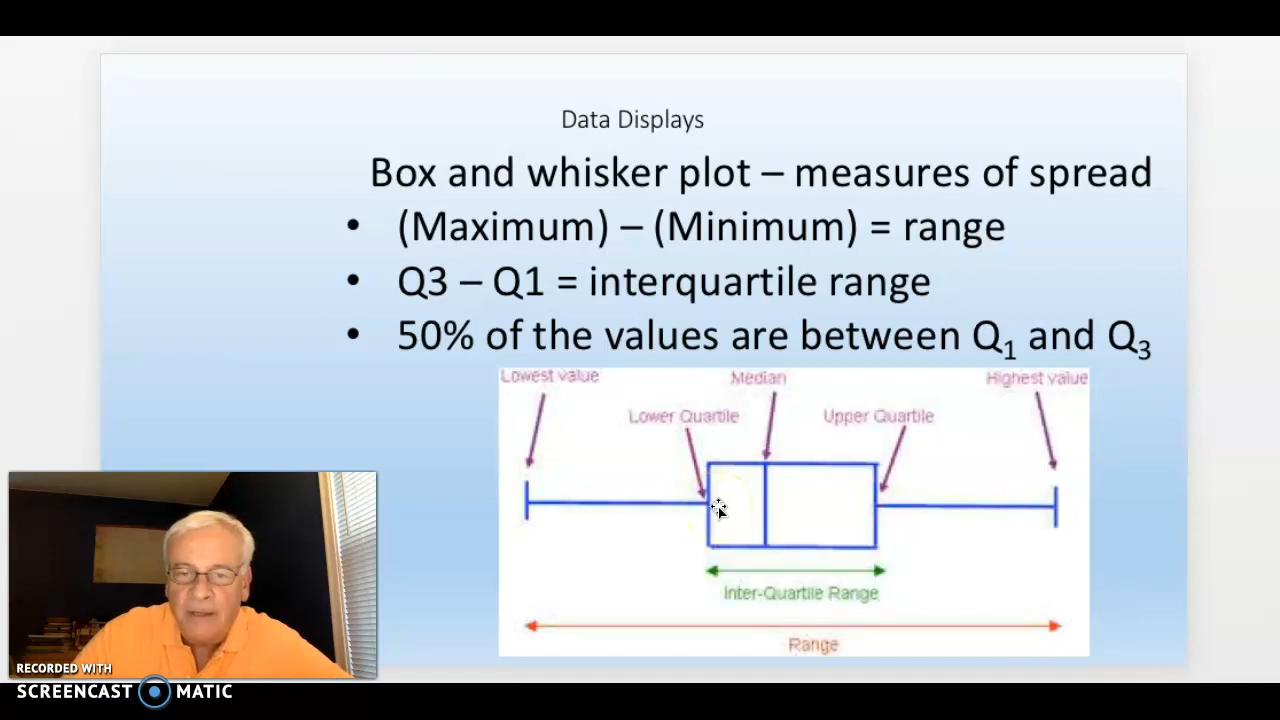 Data Displays
Box and whisker plot – measures of spread
• (Maximum) – (Minimum) = range
• Q3 – Q1 = interquartile range
• 50% of the values are between Q₁ and Q₃
Lowest value Median Highest value
Lower Quartile Upper Quartile
Inter-Quartile Range
Range
RECORDED WITH
SCREENCAST MATIC